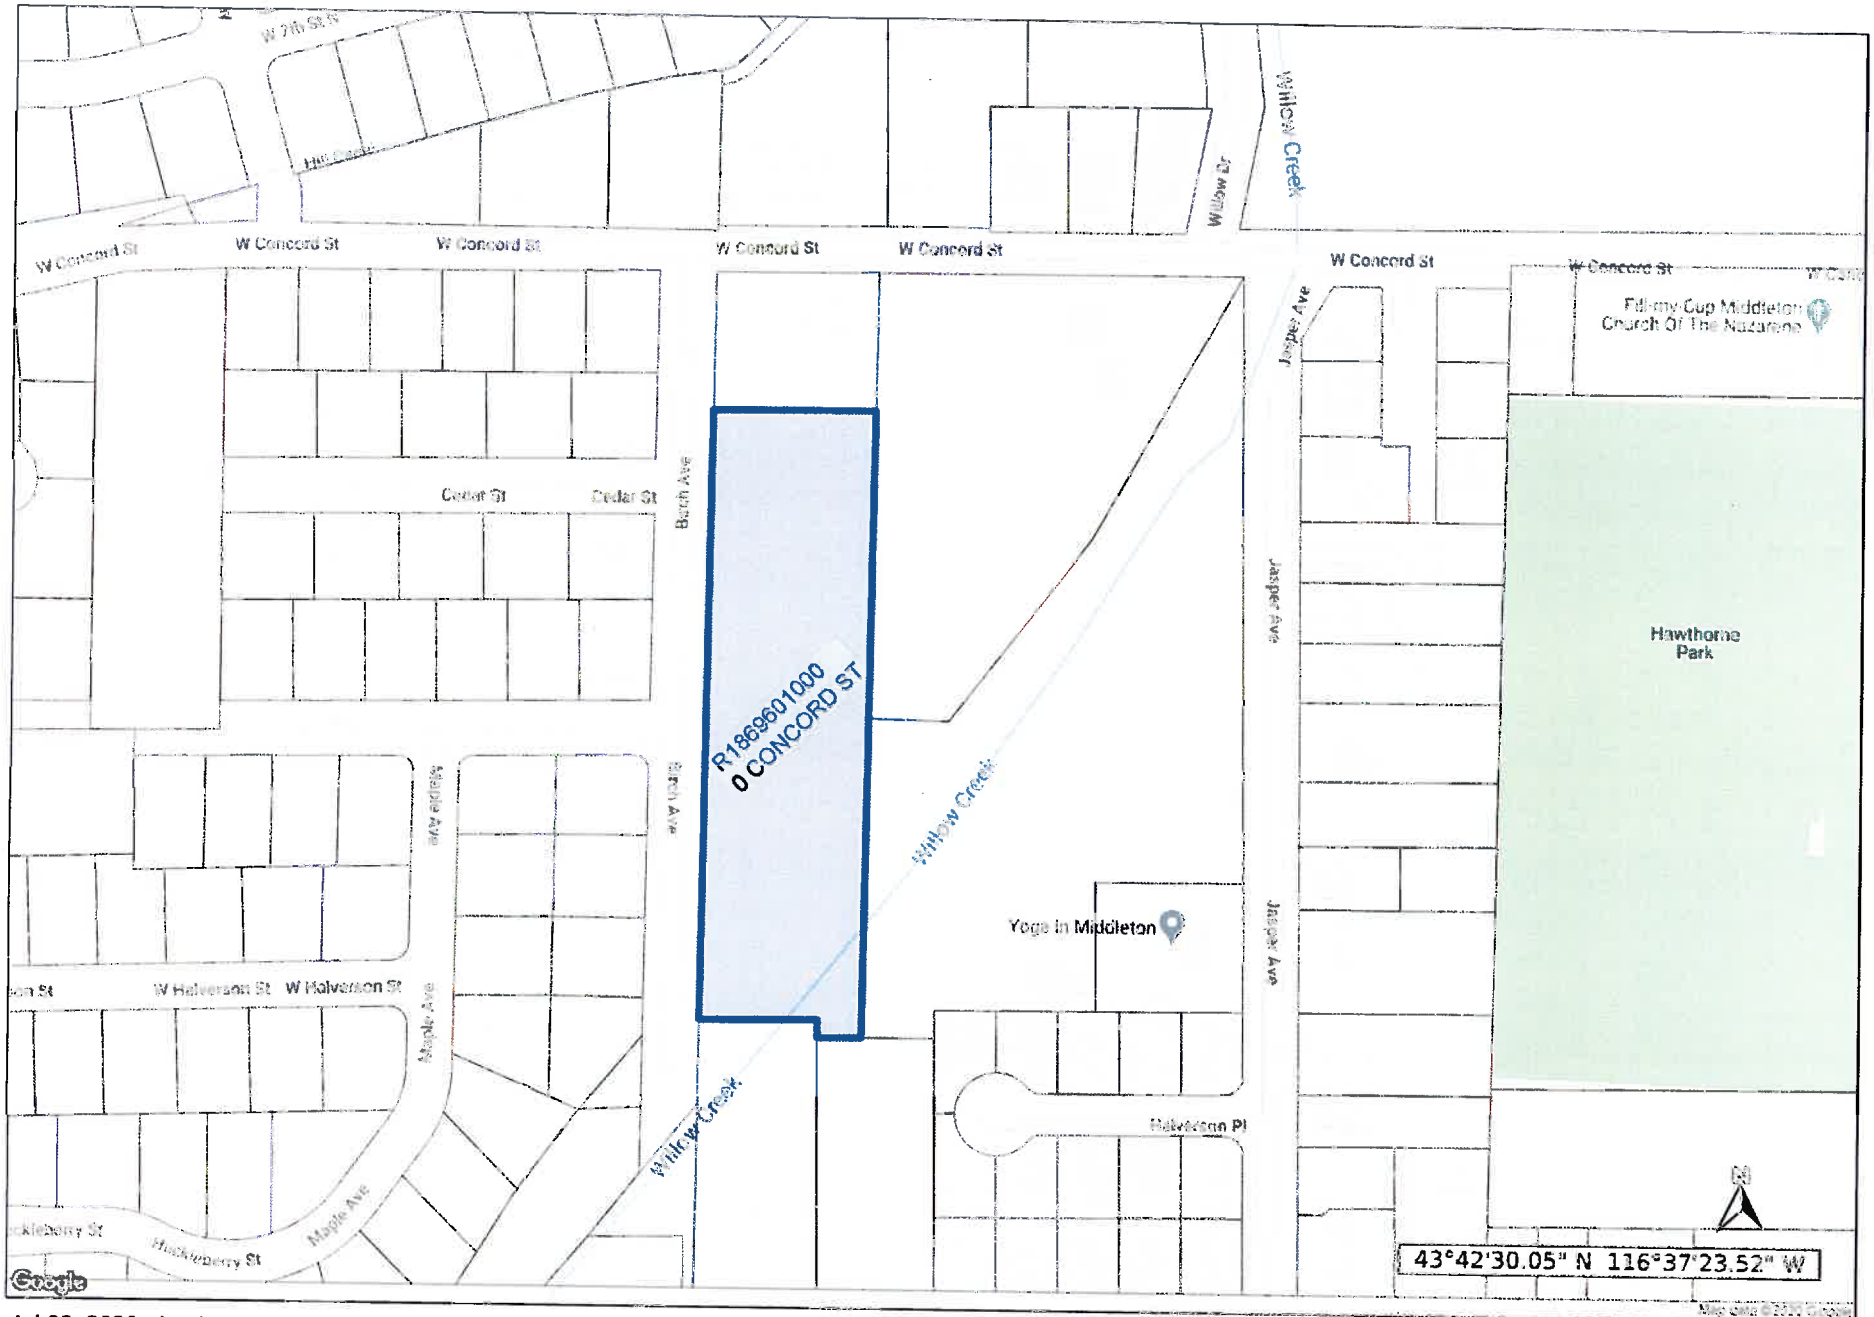 W 7th St N
Willow Creek
Willow Dr
W Concord St
W Concord St
W Concord St
W Concord St
W Concord St
W Concord St
W Concord St
Jasper Ave
Fill-my-Cup Middleton
Church Of The Nazarene
Birch Ave
Cedar St
Cedar St
Jasper Ave
Hawthorne
Park
R1869601000
0 CONCORD ST
Maple Ave
Birch Ave
Willow Creek
Yoga in Middleton
Jasper Ave
W Halverson St
W Halverson St
Maple Ave
Willow Creek
Halverson Pl
Maple Ave
Huckleberry St
43°42'30.05" N 116°37'23.52" W
Google
Map data ©2020 Google